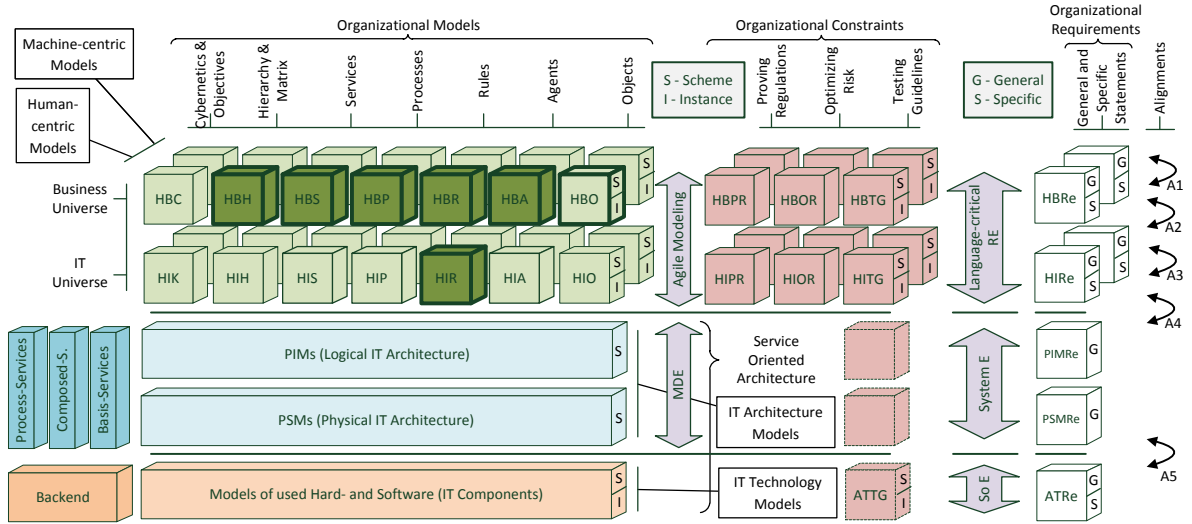 Organizational Models
Organizational Constraints
Organizational
Requirements
Machine-centric
Models
Human-
centric
Models
Cybernetics &
Objectives
Hierarchy &
Matrix
Services
Processes
Rules
Agents
Objects
S - Scheme
I - Instance
Proving
Regulations
Optimizing
Risk
Testing
Guidelines
G - General
S - Specific
General and
Specific
Statements
Alignments
Business
Universe
S
HBC
HBH
HBS
HBP
HBR
HBA
HBO
S
I
S
HBPR
HBOR
HBTG
S
I
G
S
HBRe
G
S
A1
A2
IT
Universe
S
HIK
HIH
HIS
HIP
HIR
HIA
HIO
S
I
S
HIPR
HIOR
HITG
S
I
G
S
HIRe
G
S
A3
A4
Agile Modeling
Language-critical
RE
Process-Services
Composed-S.
Basis-Services
PIMs (Logical IT Architecture)
S
PSMs (Physical IT Architecture)
S
MDE
Service
Oriented
Architecture
IT Architecture
Models
System E
PIMRe
G
PSMRe
G
Backend
Models of used Hard- and Software (IT Components)
S
I
IT Technology
Models
ATTG
S
I
So E
ATRe
G
S
A5